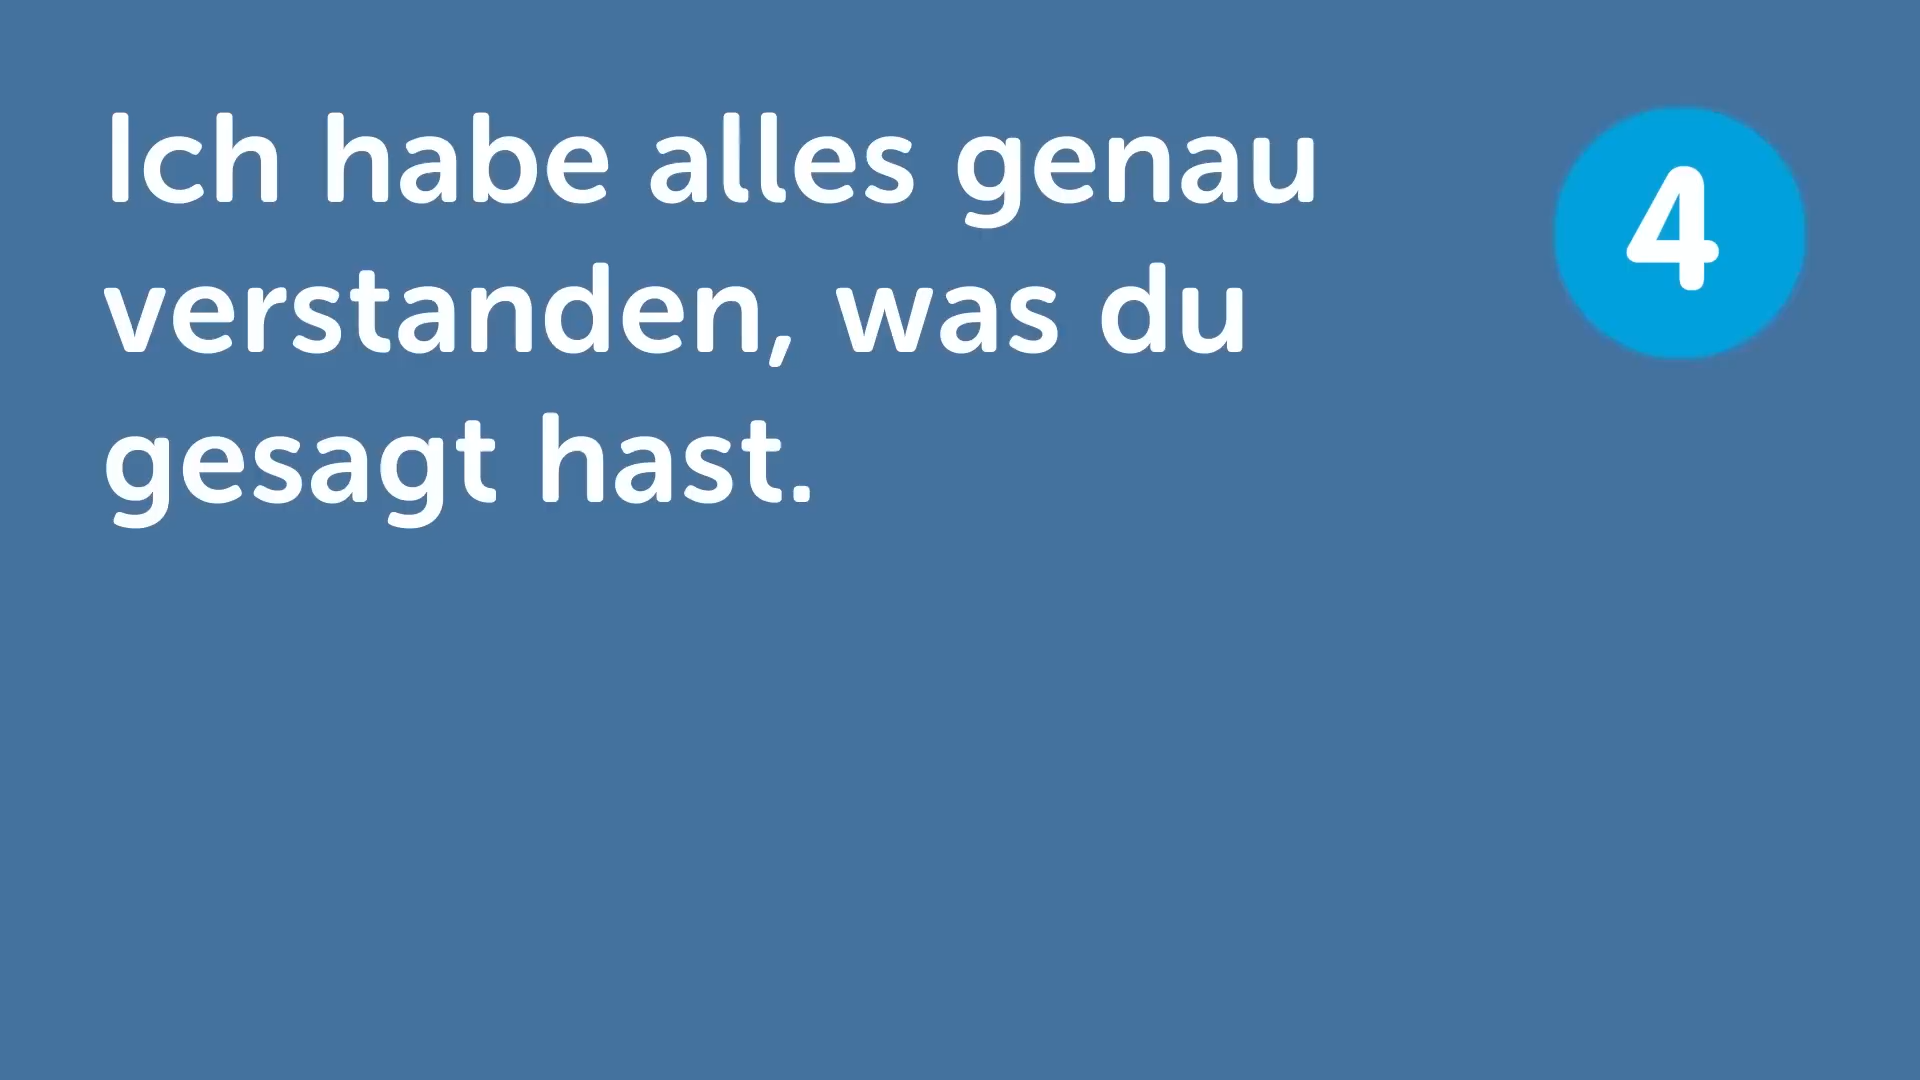 Ich habe alles genau
verstanden, was du
gesagt hast.
4